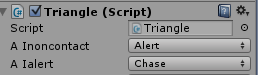 Triangle (Script)
Script Triangle
A Inoncontact Alert
A Ialert Chase